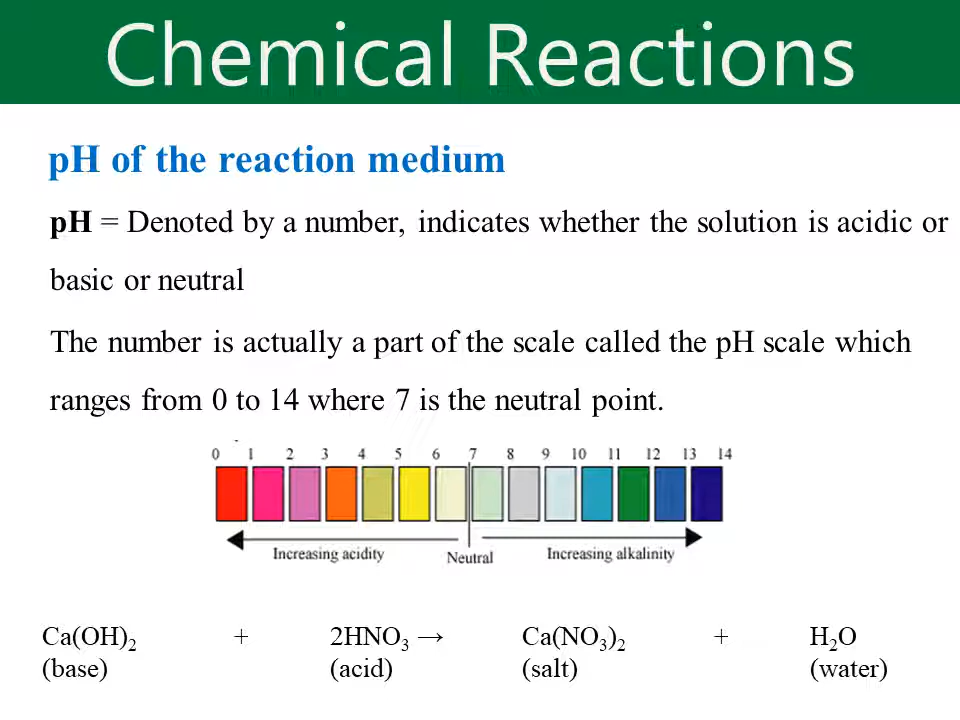 Chemical Reactions
pH of the reaction medium
pH = Denoted by a number, indicates whether the solution is acidic or
basic or neutral
The number is actually a part of the scale called the pH scale which
ranges from 0 to 14 where 7 is the neutral point.
0 1 2 3 4 5 6 7 8 9 10 11 12 13 14
Increasing acidity Neutral Increasing alkalinity
Ca(OH)₂ + 2HNO₃ → Ca(NO₃)₂ + H₂O
(base) (acid) (salt) (water)